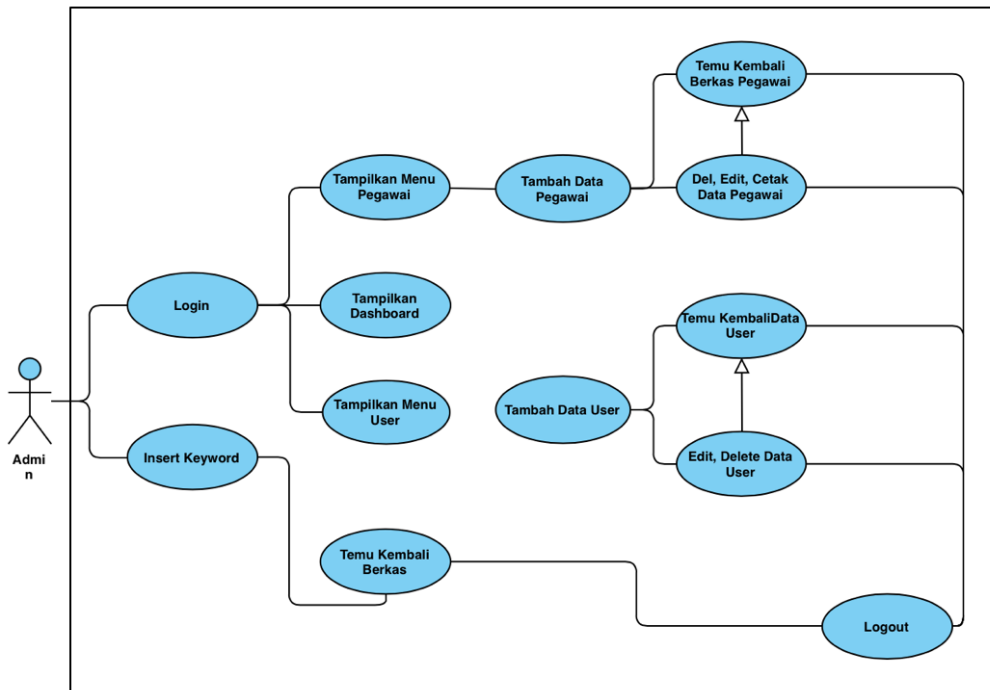 Temu Kembali
Berkas Pegawai
Tampilkan Menu
Pegawai
Tambah Data
Pegawai
Del, Edit, Cetak
Data Pegawai
Login
Tampilkan
Dashboard
Temu KembaliData
User
Tampilkan Menu
User
Tambah Data User
Admi
n
Insert Keyword
Edit, Delete Data
User
Temu Kembali
Berkas
Logout